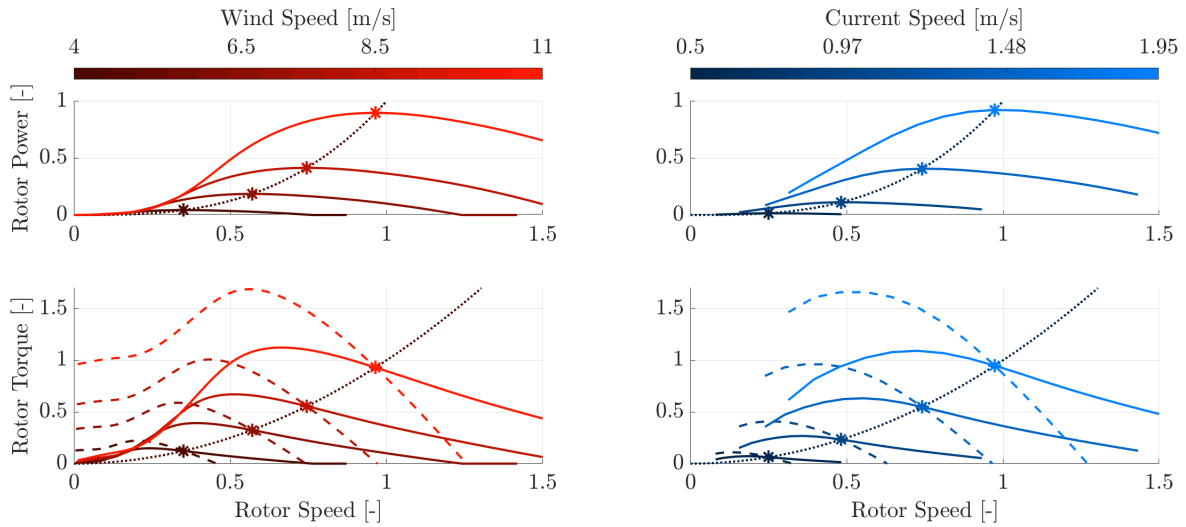 Wind Speed [m/s]
4 6.5 8.5 11
Rotor Power [-]
1
0.5
0
0 0.5 1 1.5
Current Speed [m/s]
0.5 0.97 1.48 1.95
1
0.5
0
0 0.5 1 1.5
Rotor Torque [-]
1.5
1
0.5
0
0 0.5 1 1.5
Rotor Speed [-]
1.5
1
0.5
0
0 0.5 1 1.5
Rotor Speed [-]